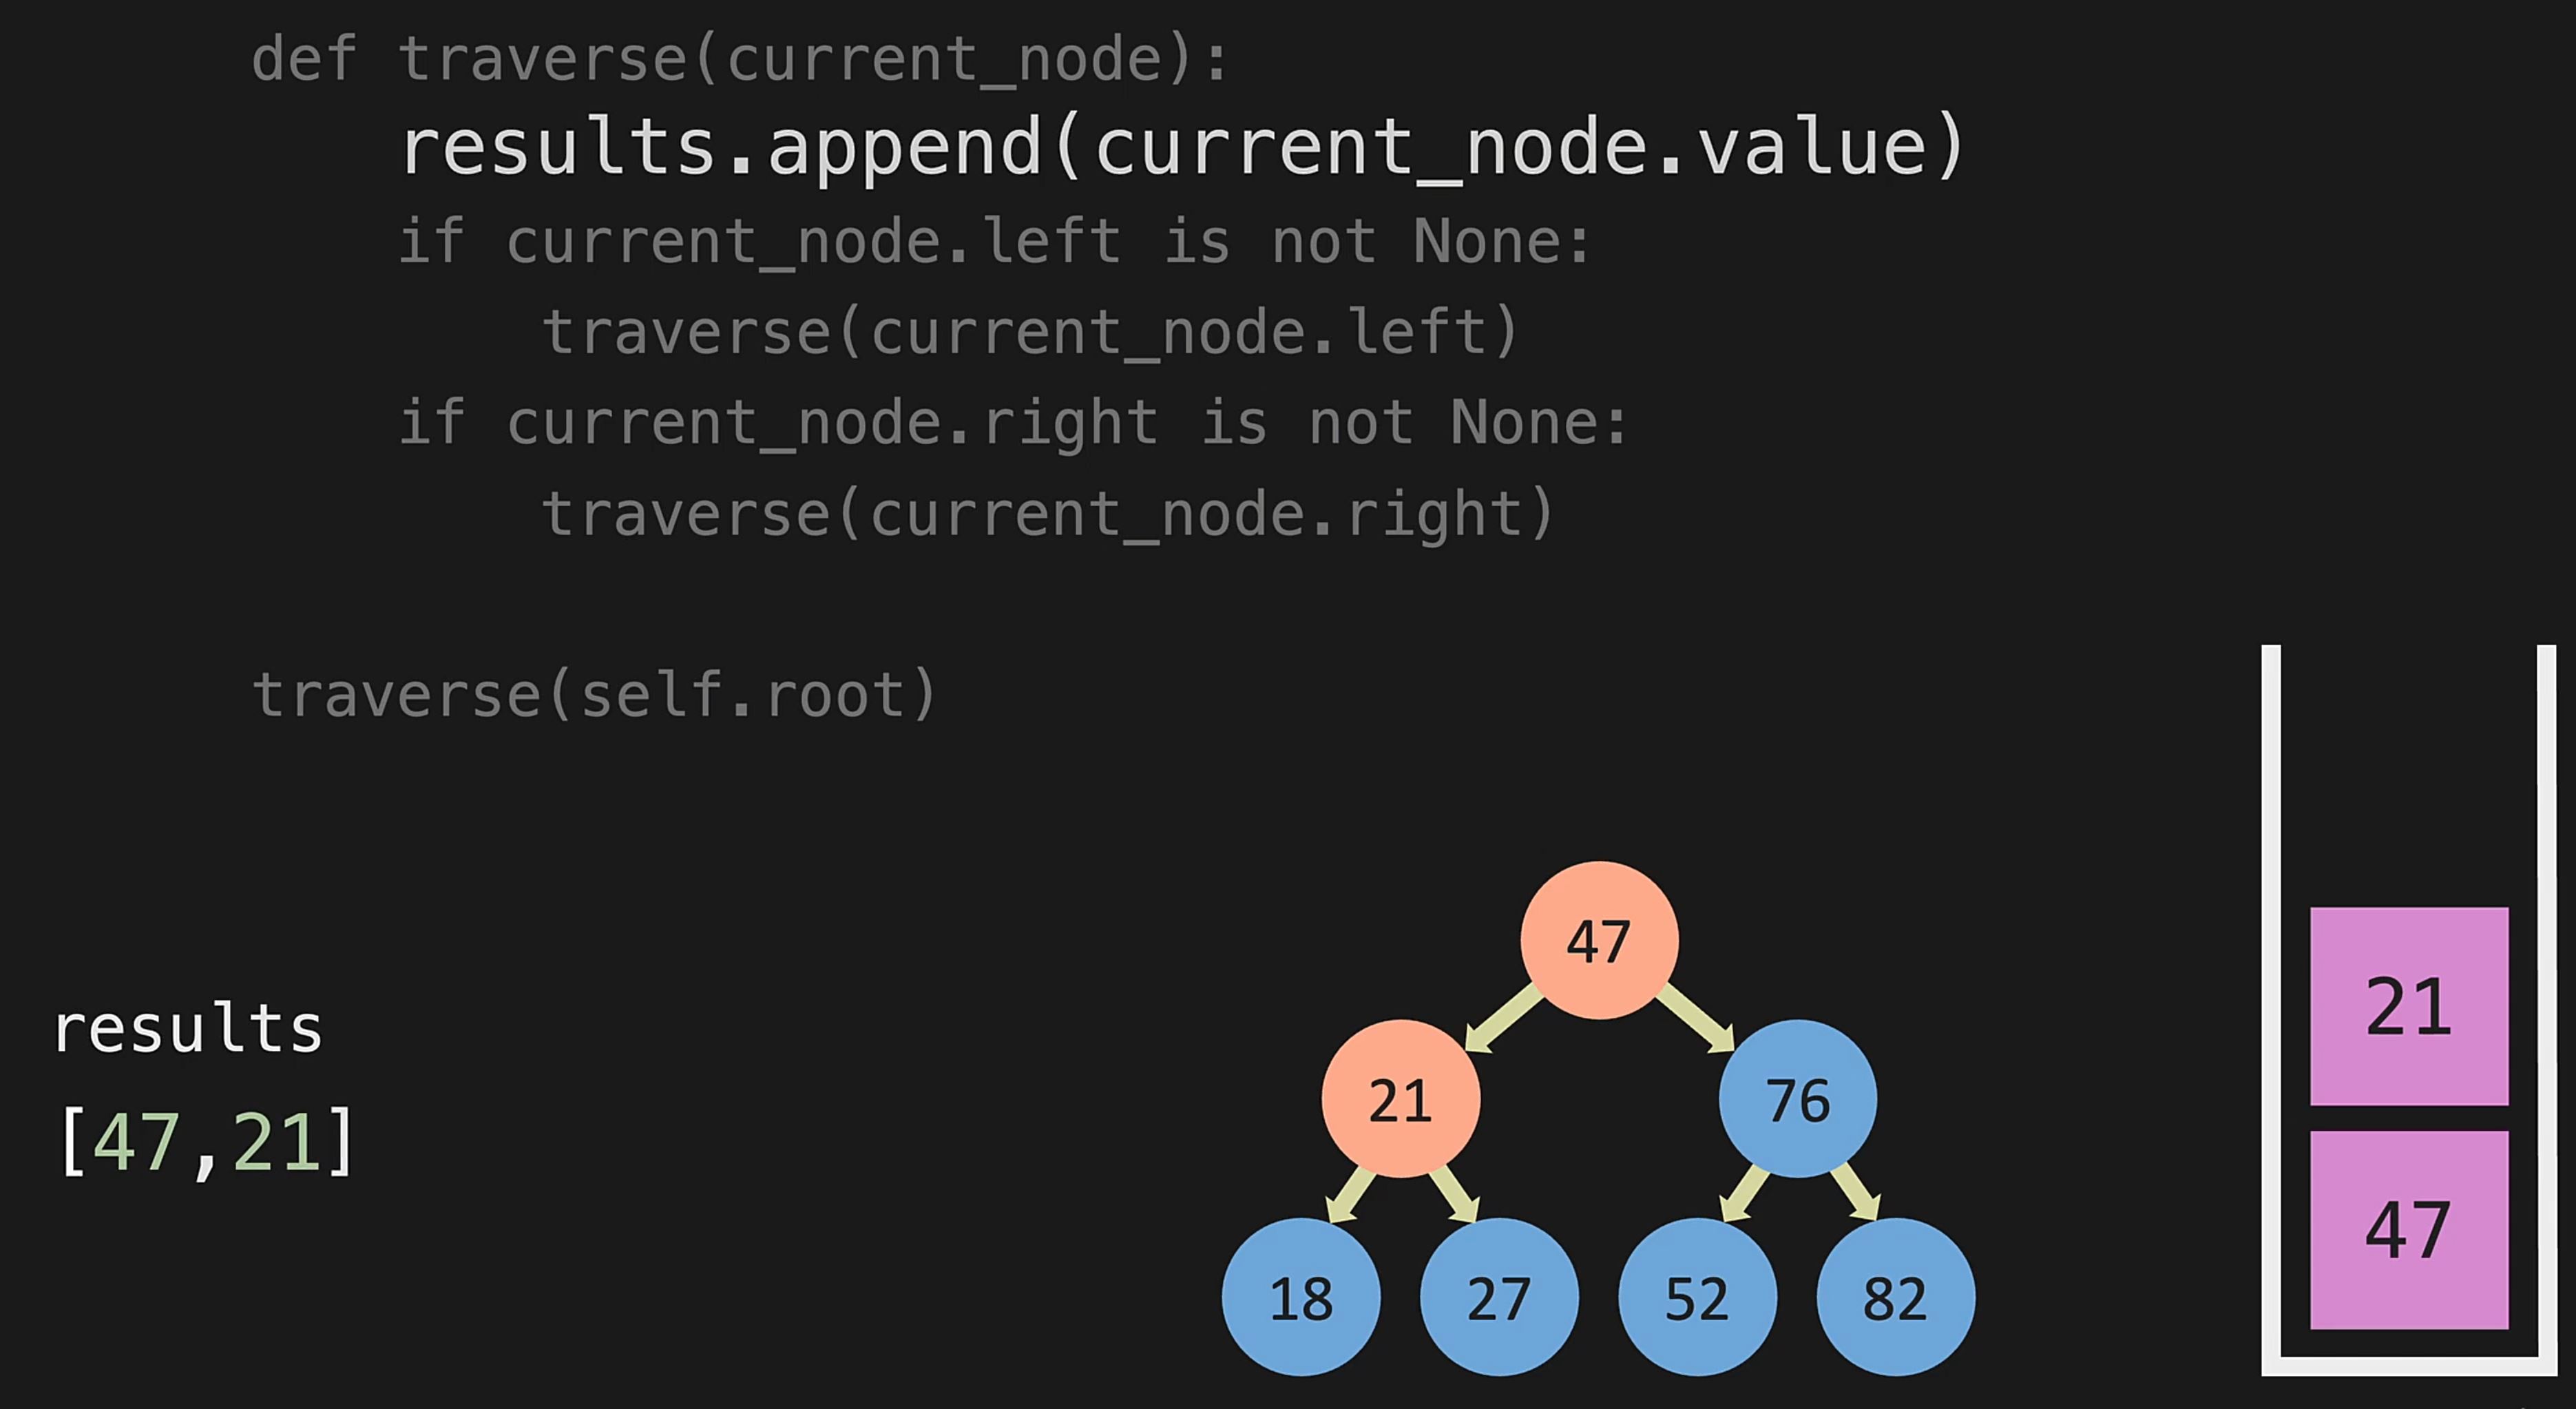 def traverse(current_node):
results.append(current_node.value)
if current_node.left is not None:
traverse(current_node.left)
if current_node.right is not None:
traverse(current_node.right)
traverse(self.root)
results
[47,21]
47
21
76
18
27
52
82
21
47